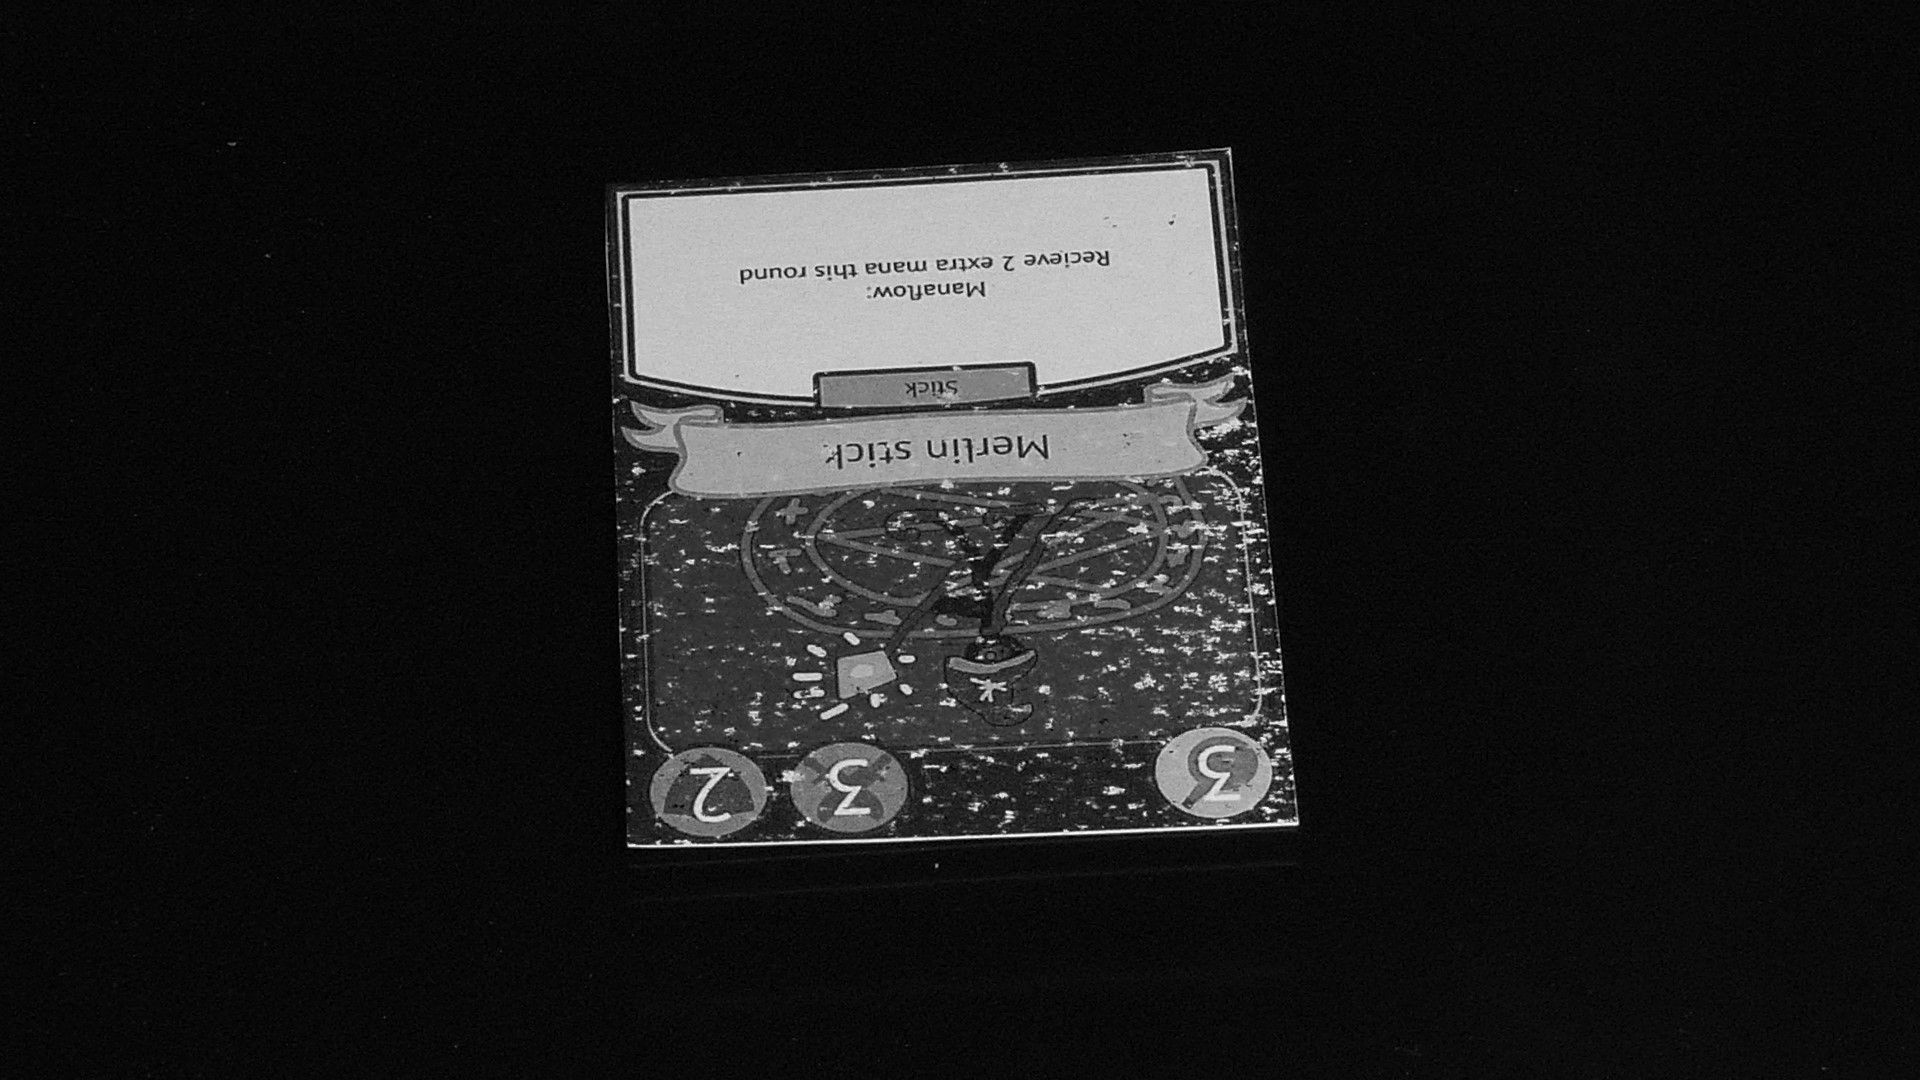 3 3 2
Merlin stick
Stick
Manaflow:
Recieve 2 extra mana this round